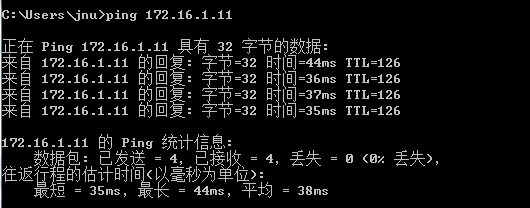 C:\Users\jnu>ping 172.16.1.11
正在 Ping 172.16.1.11 具有 32 字节的数据:
来自 172.16.1.11 的回复: 字节=32 时间=44ms TTL=126
来自 172.16.1.11 的回复: 字节=32 时间=36ms TTL=126
来自 172.16.1.11 的回复: 字节=32 时间=37ms TTL=126
来自 172.16.1.11 的回复: 字节=32 时间=35ms TTL=126
172.16.1.11 的 Ping 统计信息:
数据包: 已发送 = 4, 已接收 = 4, 丢失 = 0 (0% 丢失),
往返行程的估计时间(以毫秒为单位):
最短 = 35ms, 最长 = 44ms, 平均 = 38ms